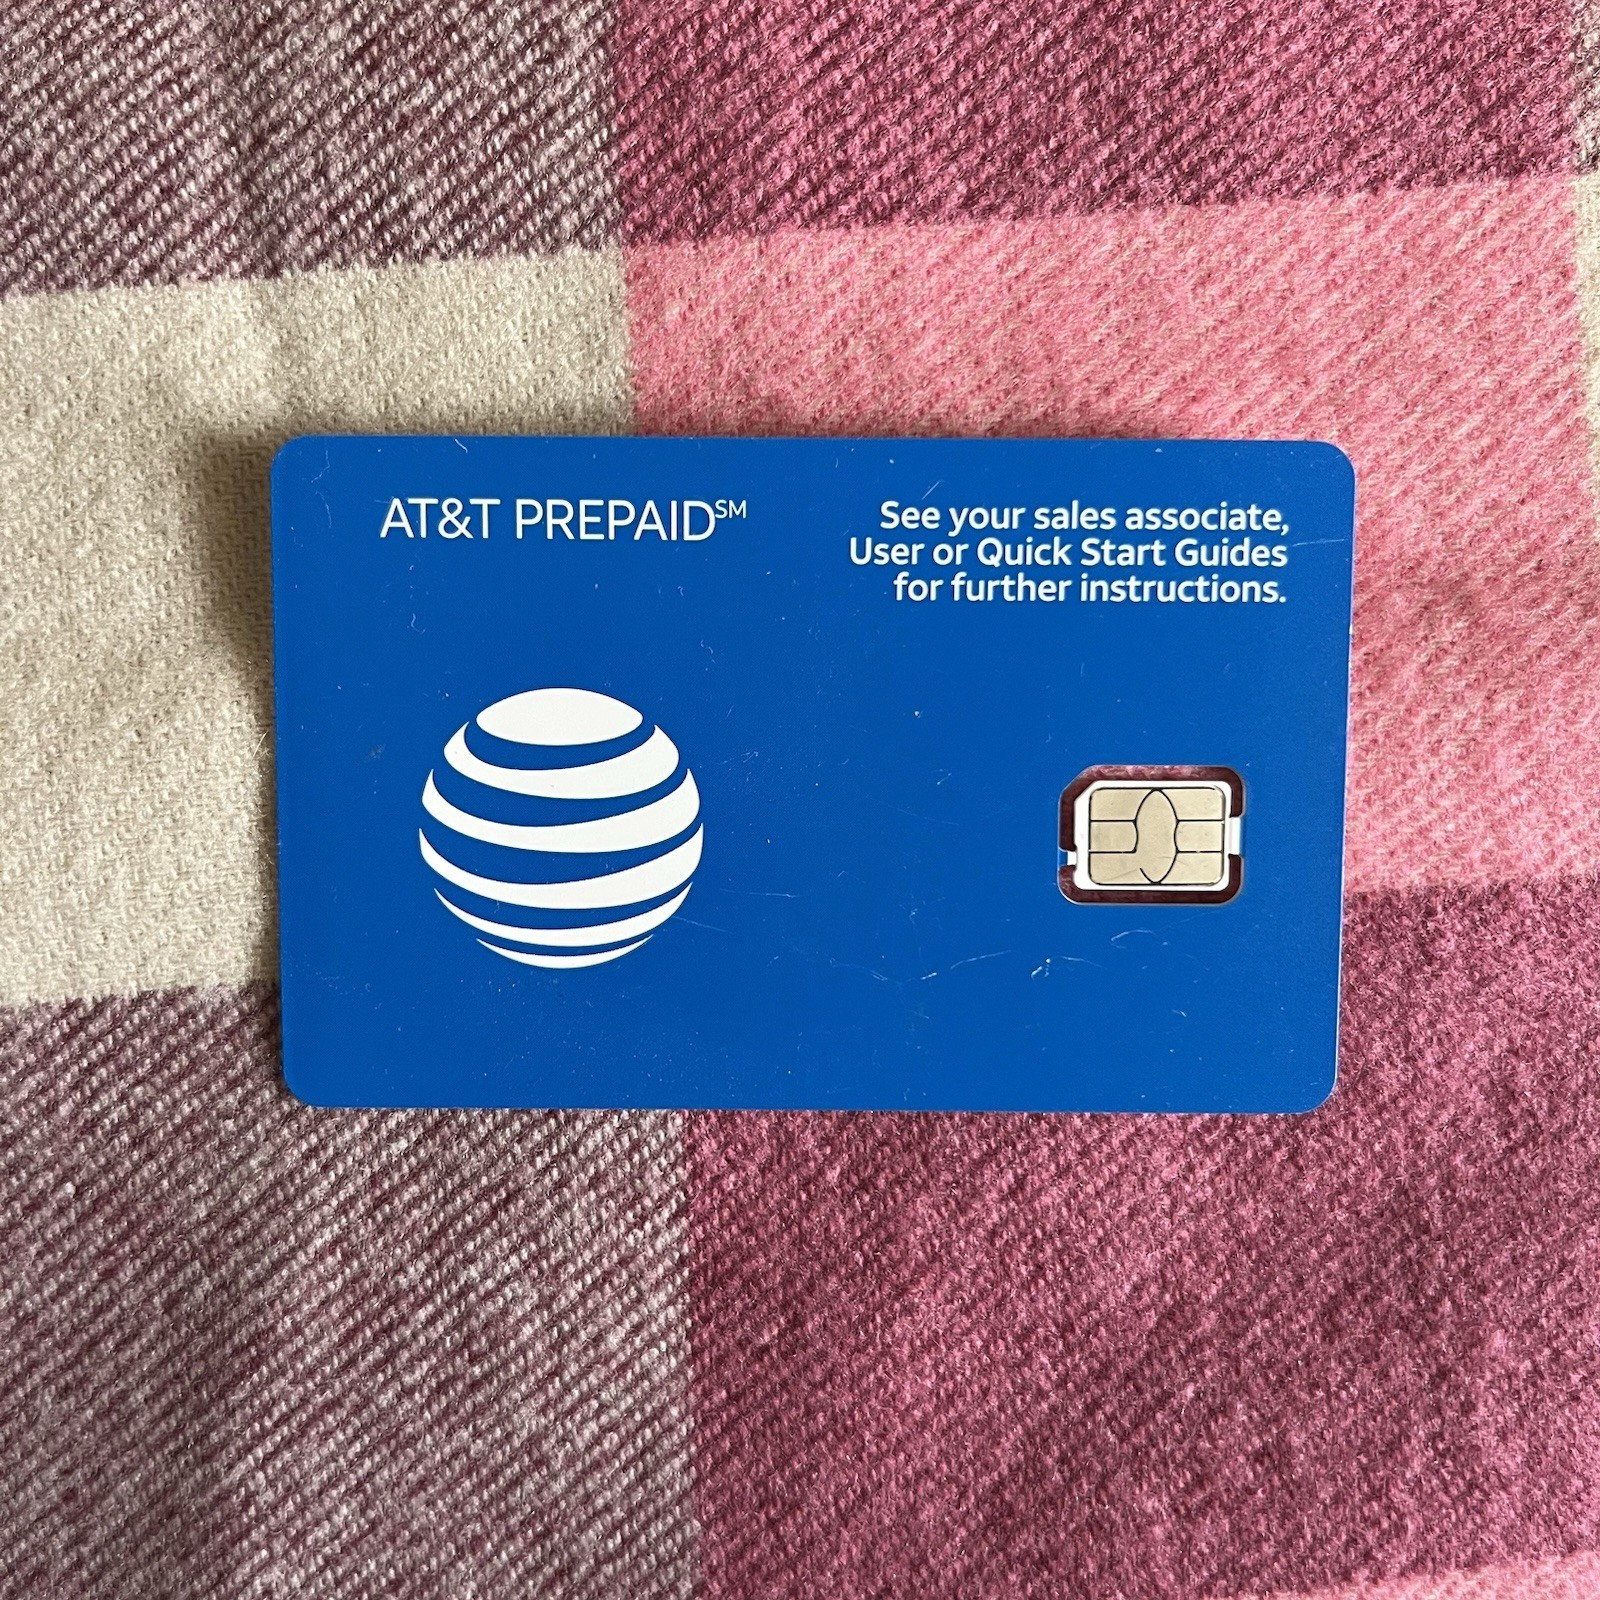 AT&T PREPAID℠
See your sales associate,
User or Quick Start Guides
for further instructions.